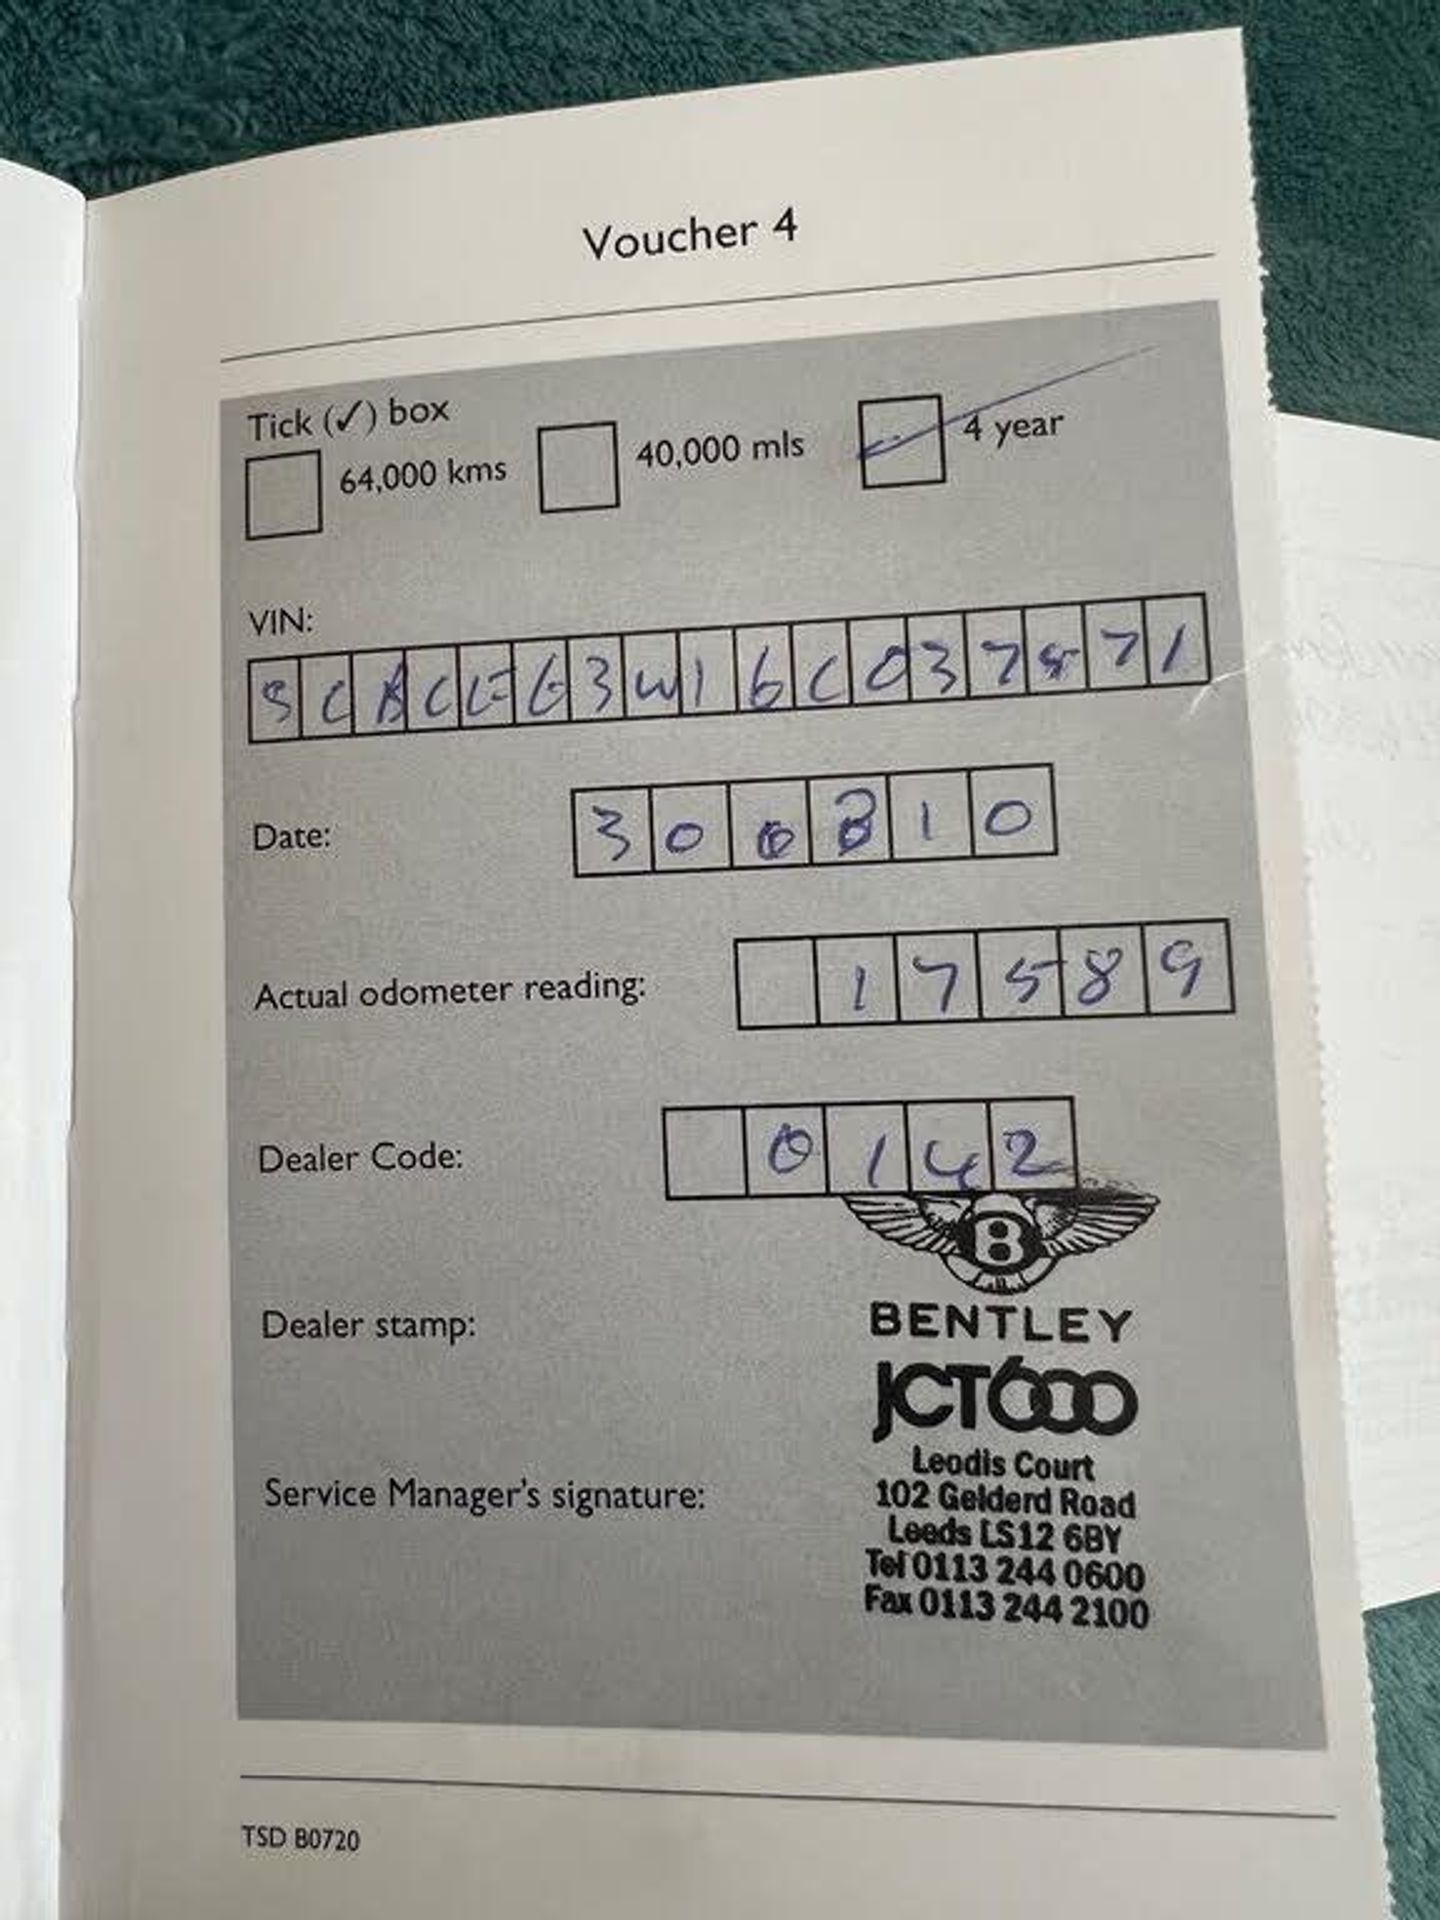 Voucher 4
Tick (✓) box
64,000 kms 40,000 mls 4 year
VIN:
Date:
Actual odometer reading: 17589
Dealer Code: 0142
B
BENTLEY
Dealer stamp:
JCT600
Leodis Court
Service Manager's signature:
102 Gelderd Road
Leeds LS12 6BY
Tel 0113 244 0600
Fax 0113 244 2100
TSD B0720